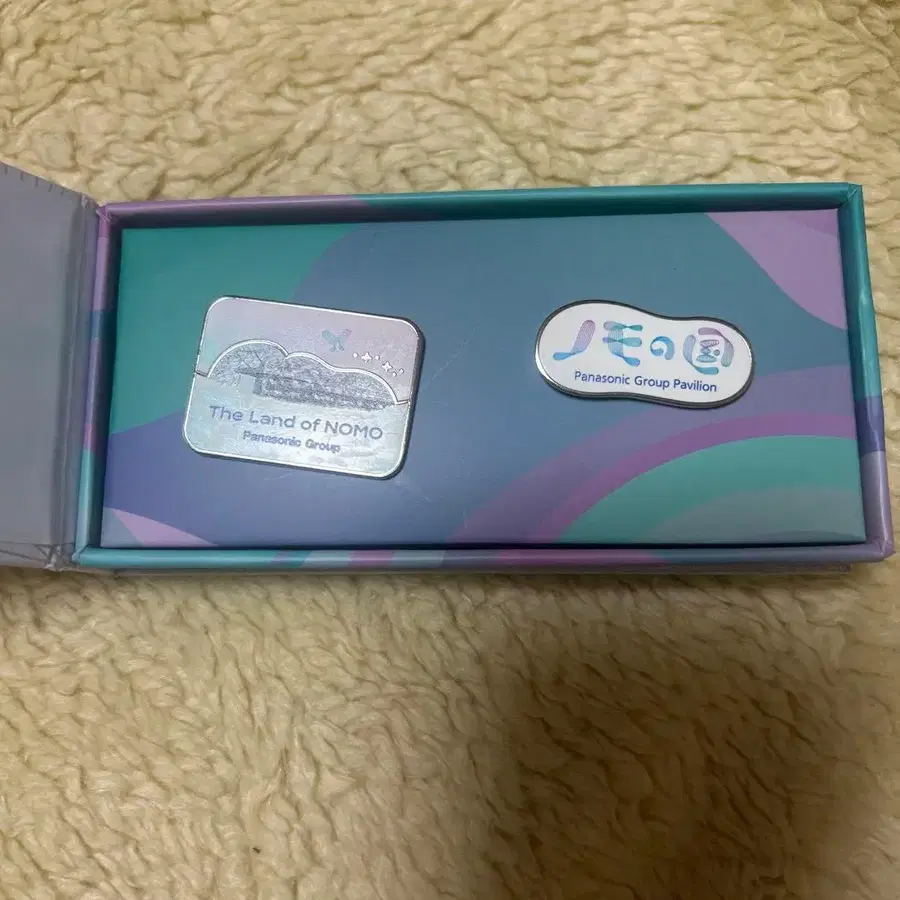 The Land of NOMO
Panasonic Group
ノモの国
Panasonic Group Pavilion